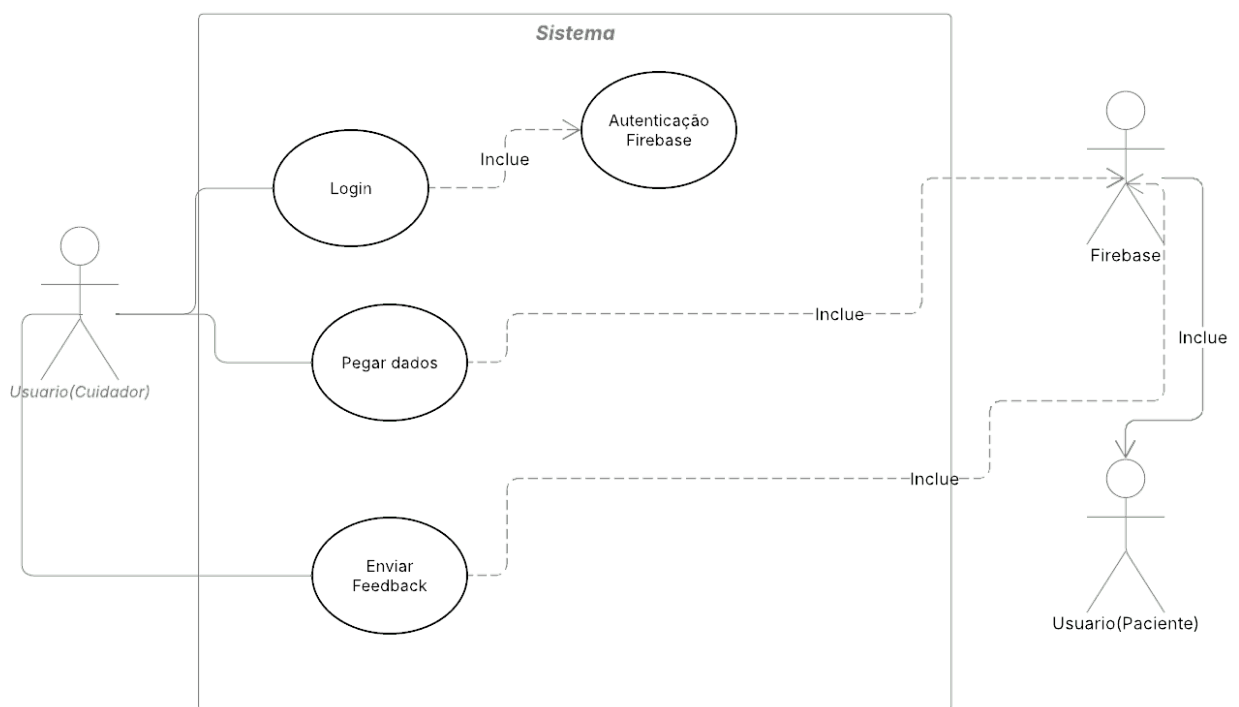 Sistema
Autenticação
Firebase
Inclue
Login
Firebase
Inclue
Pegar dados
Inclue
Usuario(Cuidador)
Inclue
Enviar
Feedback
Usuario(Paciente)